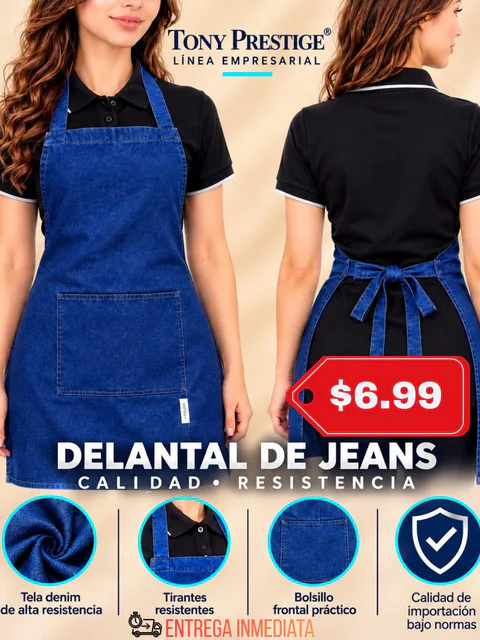 TONY PRESTIGE®
LÍNEA EMPRESARIAL
$6.99
DELANTAL DE JEANS
CALIDAD • RESISTENCIA
Tela denim
de alta resistencia
Tirantes
resistentes
Bolsillo
frontal práctico
Calidad de
importación
bajo normas
ENTREGA INMEDIATA